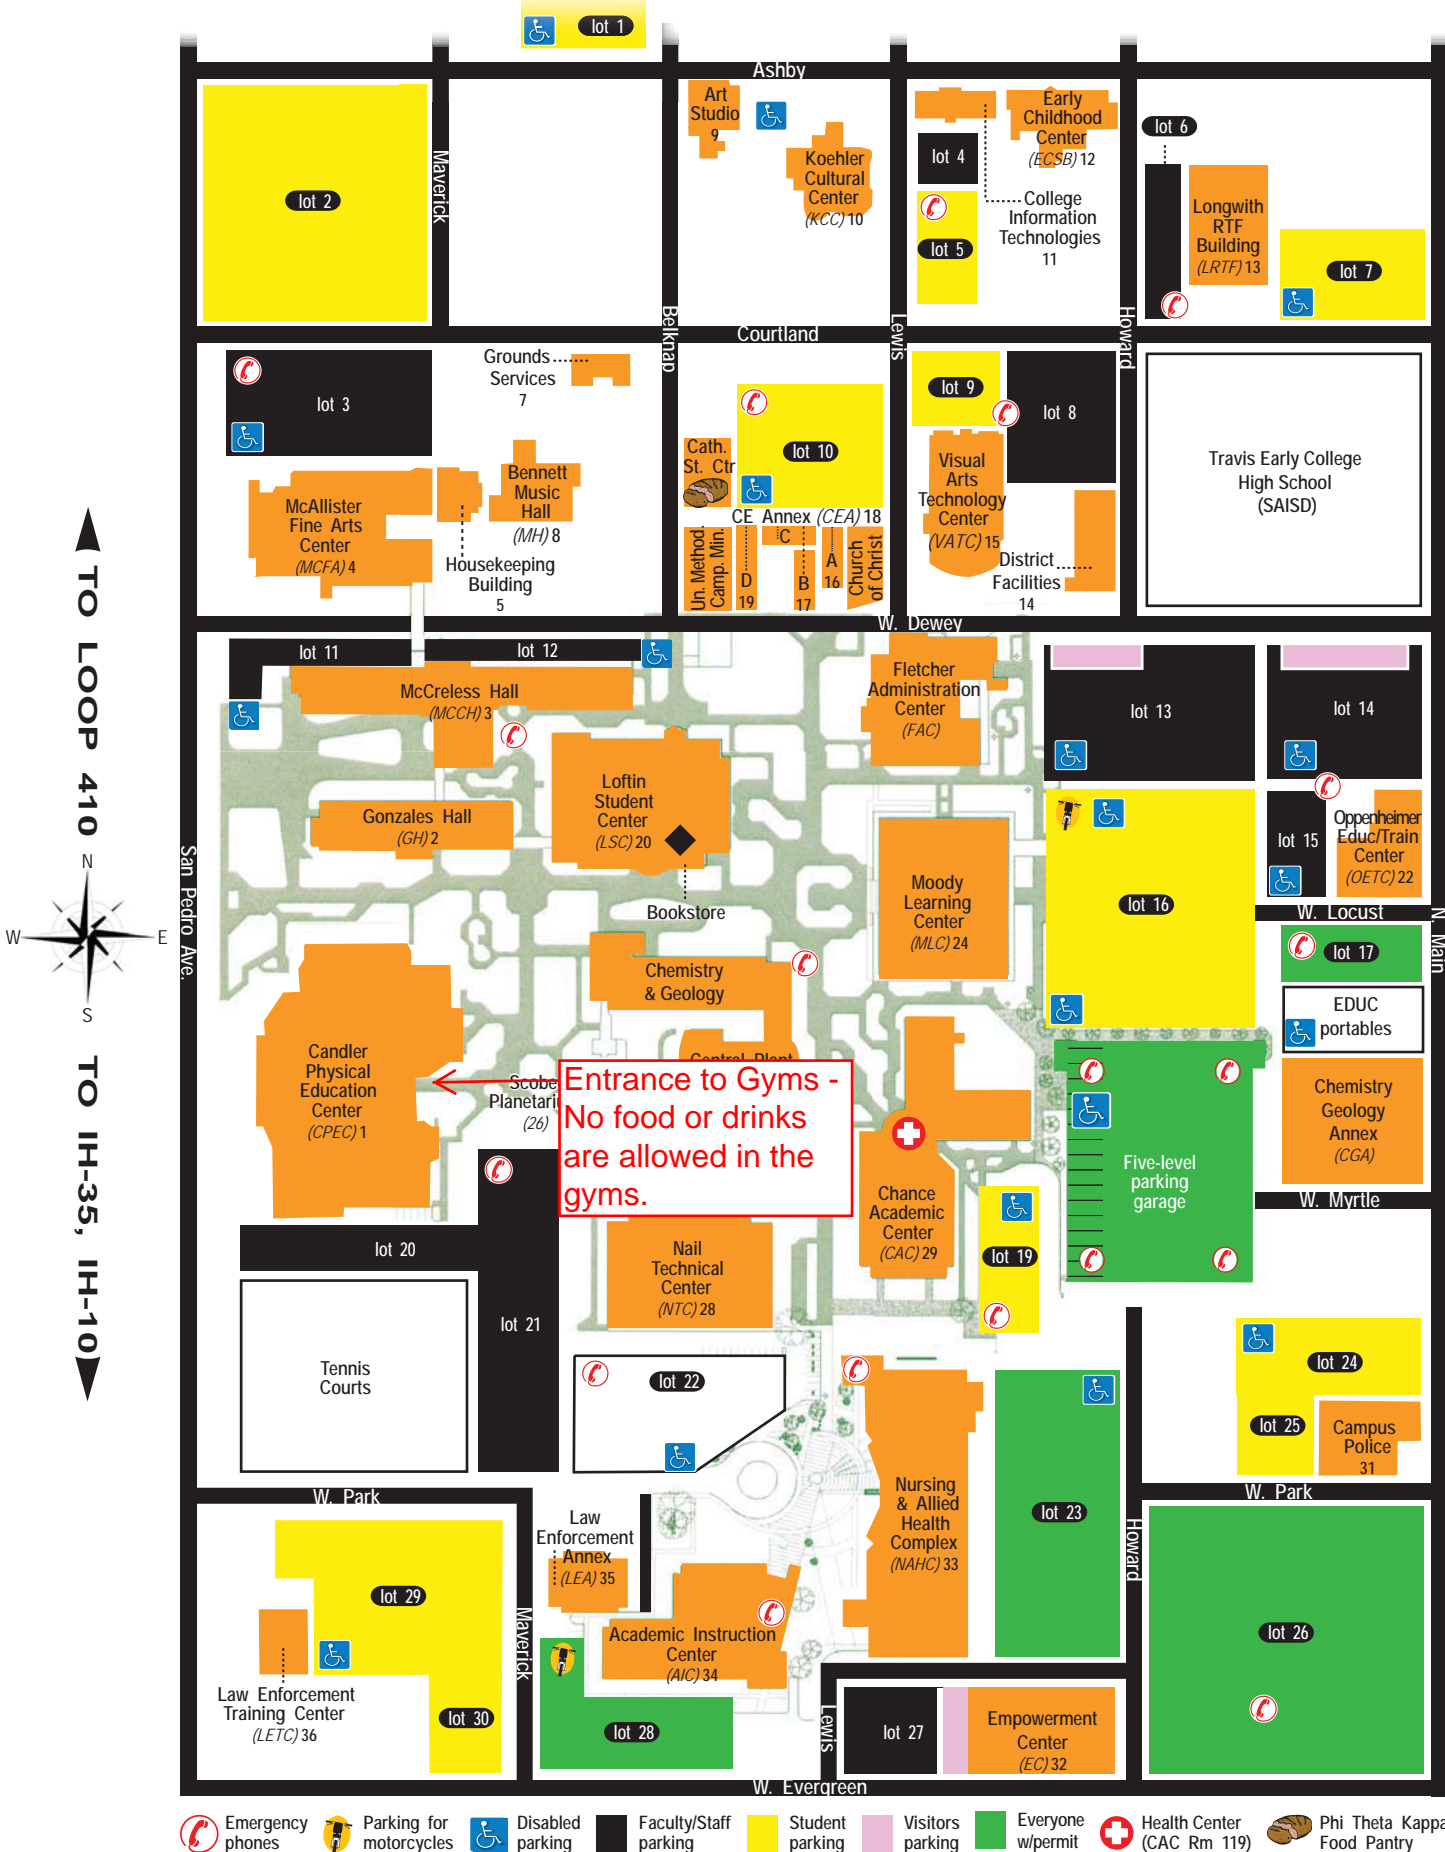 lot 1
Ashby
Art
Studio
9
Koehler
Cultural
Center
(KCC) 10
lot 4
Early
Childhood
Center
(ECSB) 12
College
Information
Technologies
11
lot 5
lot 6
Longwith
RTF
Building
(LRTF) 13
lot 7
lot 2
Maverick
Belknap
Courtland
Lewis
Howard
lot 3
Grounds
Services
7
Bennett
Music
Hall
(MH) 8
McAllister
Fine Arts
Center
(MCFA) 4
Housekeeping
Building
5
Cath.
St. Ctr
lot 10
CE Annex (CEA) 18
Un. Method.
Camp. Min.
D
19
C
B
17
A
16
Church
of Christ
lot 9
lot 8
Visual
Arts
Technology
Center
(VATC) 15
District
Facilities
14
Travis Early College
High School
(SAISD)
W. Dewey
lot 11
lot 12
McCreless Hall
(MCCH) 3
Fletcher
Administration
Center
(FAC)
lot 13
lot 14
Loftin
Student
Center
(LSC) 20
Gonzales Hall
(GH) 2
Bookstore
Moody
Learning
Center
(MLC) 24
lot 16
lot 15
Oppenheimer
Educ/Train
Center
(OETC) 22
W. Locust
N. Main
San Pedro Ave.
TO LOOP 410
N
W
E
S
TO IH-35, IH-10
lot 17
EDUC
portables
Chemistry
& Geology
Central Plant
Candler
Physical
Education
Center
(CPEC) 1
Scobe
Planetari
(26)
Entrance to Gyms -
No food or drinks
are allowed in the
gyms.
Chemistry
Geology
Annex
(CGA)
Five-level
parking
garage
W. Myrtle
Chance
Academic
Center
(CAC) 29
lot 19
lot 20
Nail
Technical
Center
(NTC) 28
lot 21
Tennis
Courts
lot 22
lot 24
lot 25
Campus
Police
31
Nursing
& Allied
Health
Complex
(NAHC) 33
lot 23
W. Park
W. Park
Howard
lot 26
Law
Enforcement
Annex
(LEA) 35
lot 29
Maverick
Academic Instruction
Center
(AIC) 34
Law Enforcement
Training Center
(LETC) 36
lot 30
lot 28
Lewis
lot 27
Empowerment
Center
(EC) 32
W. Evergreen
Emergency
phones
Parking for
motorcycles
Disabled
parking
Faculty/Staff
parking
Student
parking
Visitors
parking
Everyone
w/permit
Health Center
(CAC Rm 119)
Phi Theta Kappa
Food Pantry